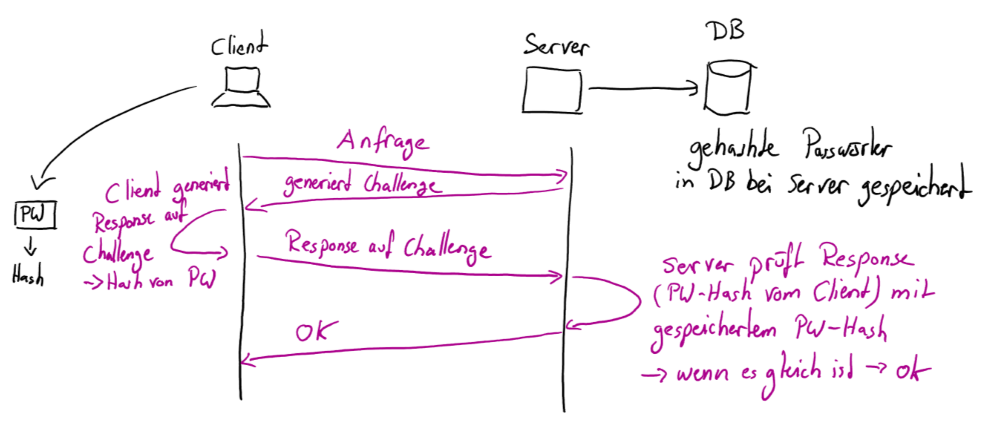 Client
Server
DB
gehashte Passwörter
in DB bei Server gespeichert
Anfrage
generiert Challenge
Client generiert
Response auf
Challenge
-> Hash von PW
PW
Hash
Response auf Challenge
Server prüft Response
(PW-Hash vom Client) mit
gespeichertem PW-Hash
-> wenn es gleich ist -> ok
OK